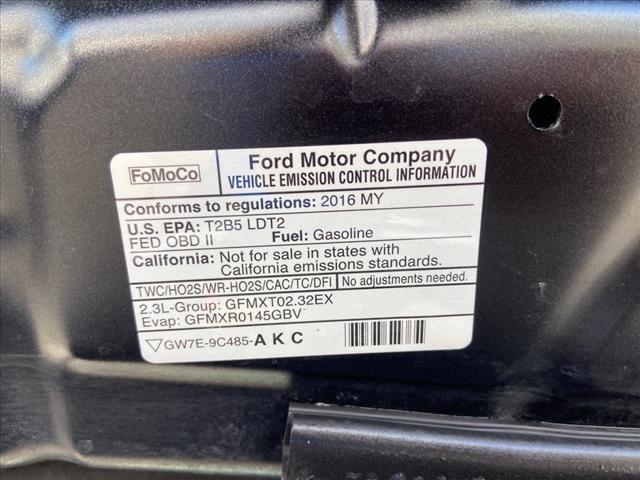 FoMoCo
Ford Motor Company
VEHICLE EMISSION CONTROL INFORMATION
Conforms to regulations: 2016 MY
U.S. EPA: T2B5 LDT2
FED OBD II Fuel: Gasoline
California: Not for sale in states with
California emissions standards.
TWC/HO2S/WR-HO2S/CAC/TC/DFI No adjustments needed.
2.3L-Group: GFMXT02.32EX
Evap: GFMXR0145GBV
GW7E-9C485-A K C